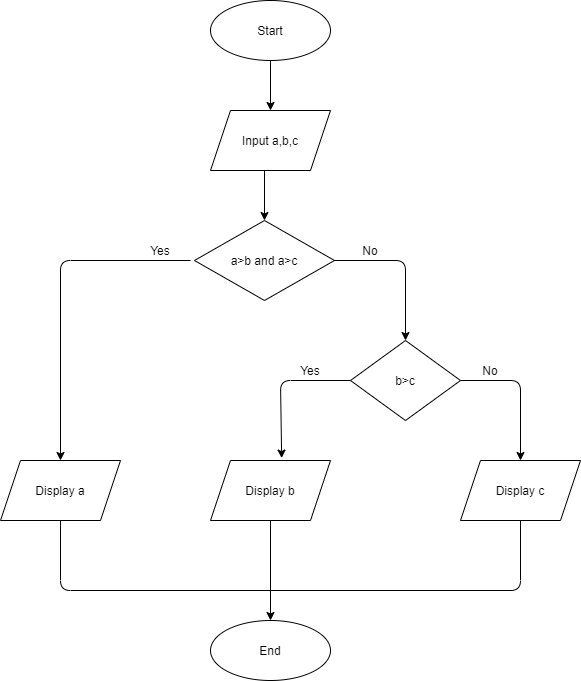 Start
Input a,b,c
Yes
a>b and a>c
No
Yes
b>c
No
Display a
Display b
Display c
End